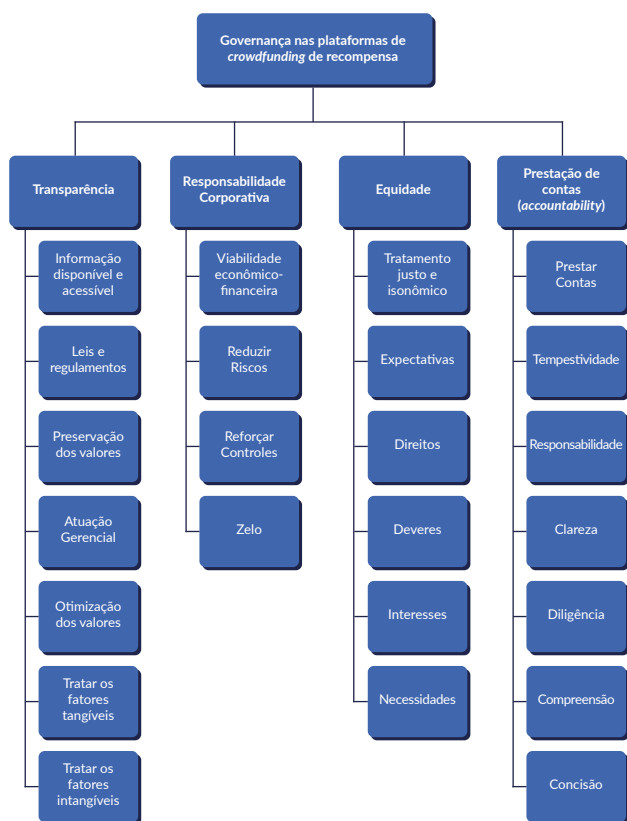 Governança nas plataformas de
crowdfunding de recompensa
Transparência
Informação
disponível e
acessível
Leis e
regulamentos
Preservação
dos valores
Atuação
Gerencial
Otimização
dos valores
Tratar os
fatores
tangíveis
Tratar os
fatores
intangíveis
Responsabilidade
Corporativa
Viabilidade
econômico-
financeira
Reduzir
Riscos
Reforçar
Controles
Zelo
Equidade
Tratamento
justo e
isonômico
Expectativas
Direitos
Deveres
Interesses
Necessidades
Prestação de
contas
(accountability)
Prestar
Contas
Tempestividade
Responsabilidade
Clareza
Diligência
Compreensão
Concisão